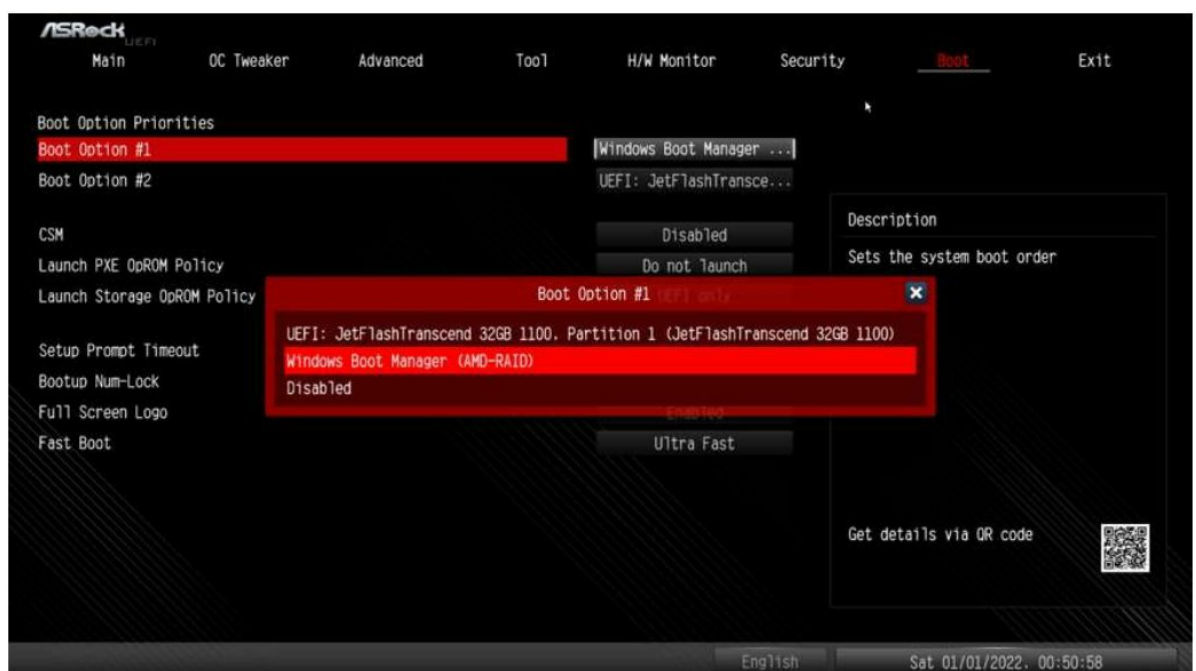 ASRock
UEFI
Main OC Tweaker Advanced Tool H/W Monitor Security Boot Exit
Boot Option Priorities
Boot Option #1 Windows Boot Manager ...
Boot Option #2 UEFI: JetFlashTransce...
CSM Disabled
Launch PXE OpROM Policy Do not launch
Launch Storage OpROM Policy UEFI only
Boot Option #1
UEFI: JetFlashTranscend 32GB 1100, Partition 1 (JetFlashTranscend 32GB 1100)
Windows Boot Manager (AMD-RAID)
Disabled
Setup Prompt Timeout
Bootup Num-Lock
Full Screen Logo Enabled
Fast Boot Ultra Fast
Description
Sets the system boot order
Get details via QR code
English Sat 01/01/2022, 00:50:58